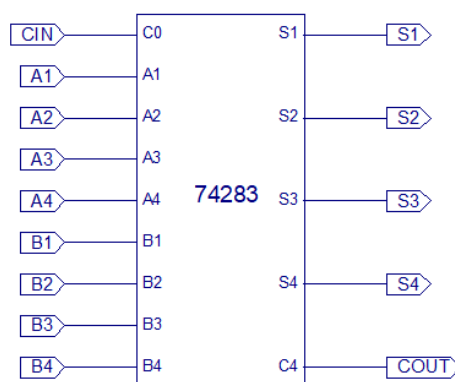 CIN C0 S1 S1
A1 A1
A2 A2 S2 S2
A3 A3
A4 A4 74283 S3 S3
B1 B1
B2 B2 S4 S4
B3 B3
B4 B4 C4 COUT